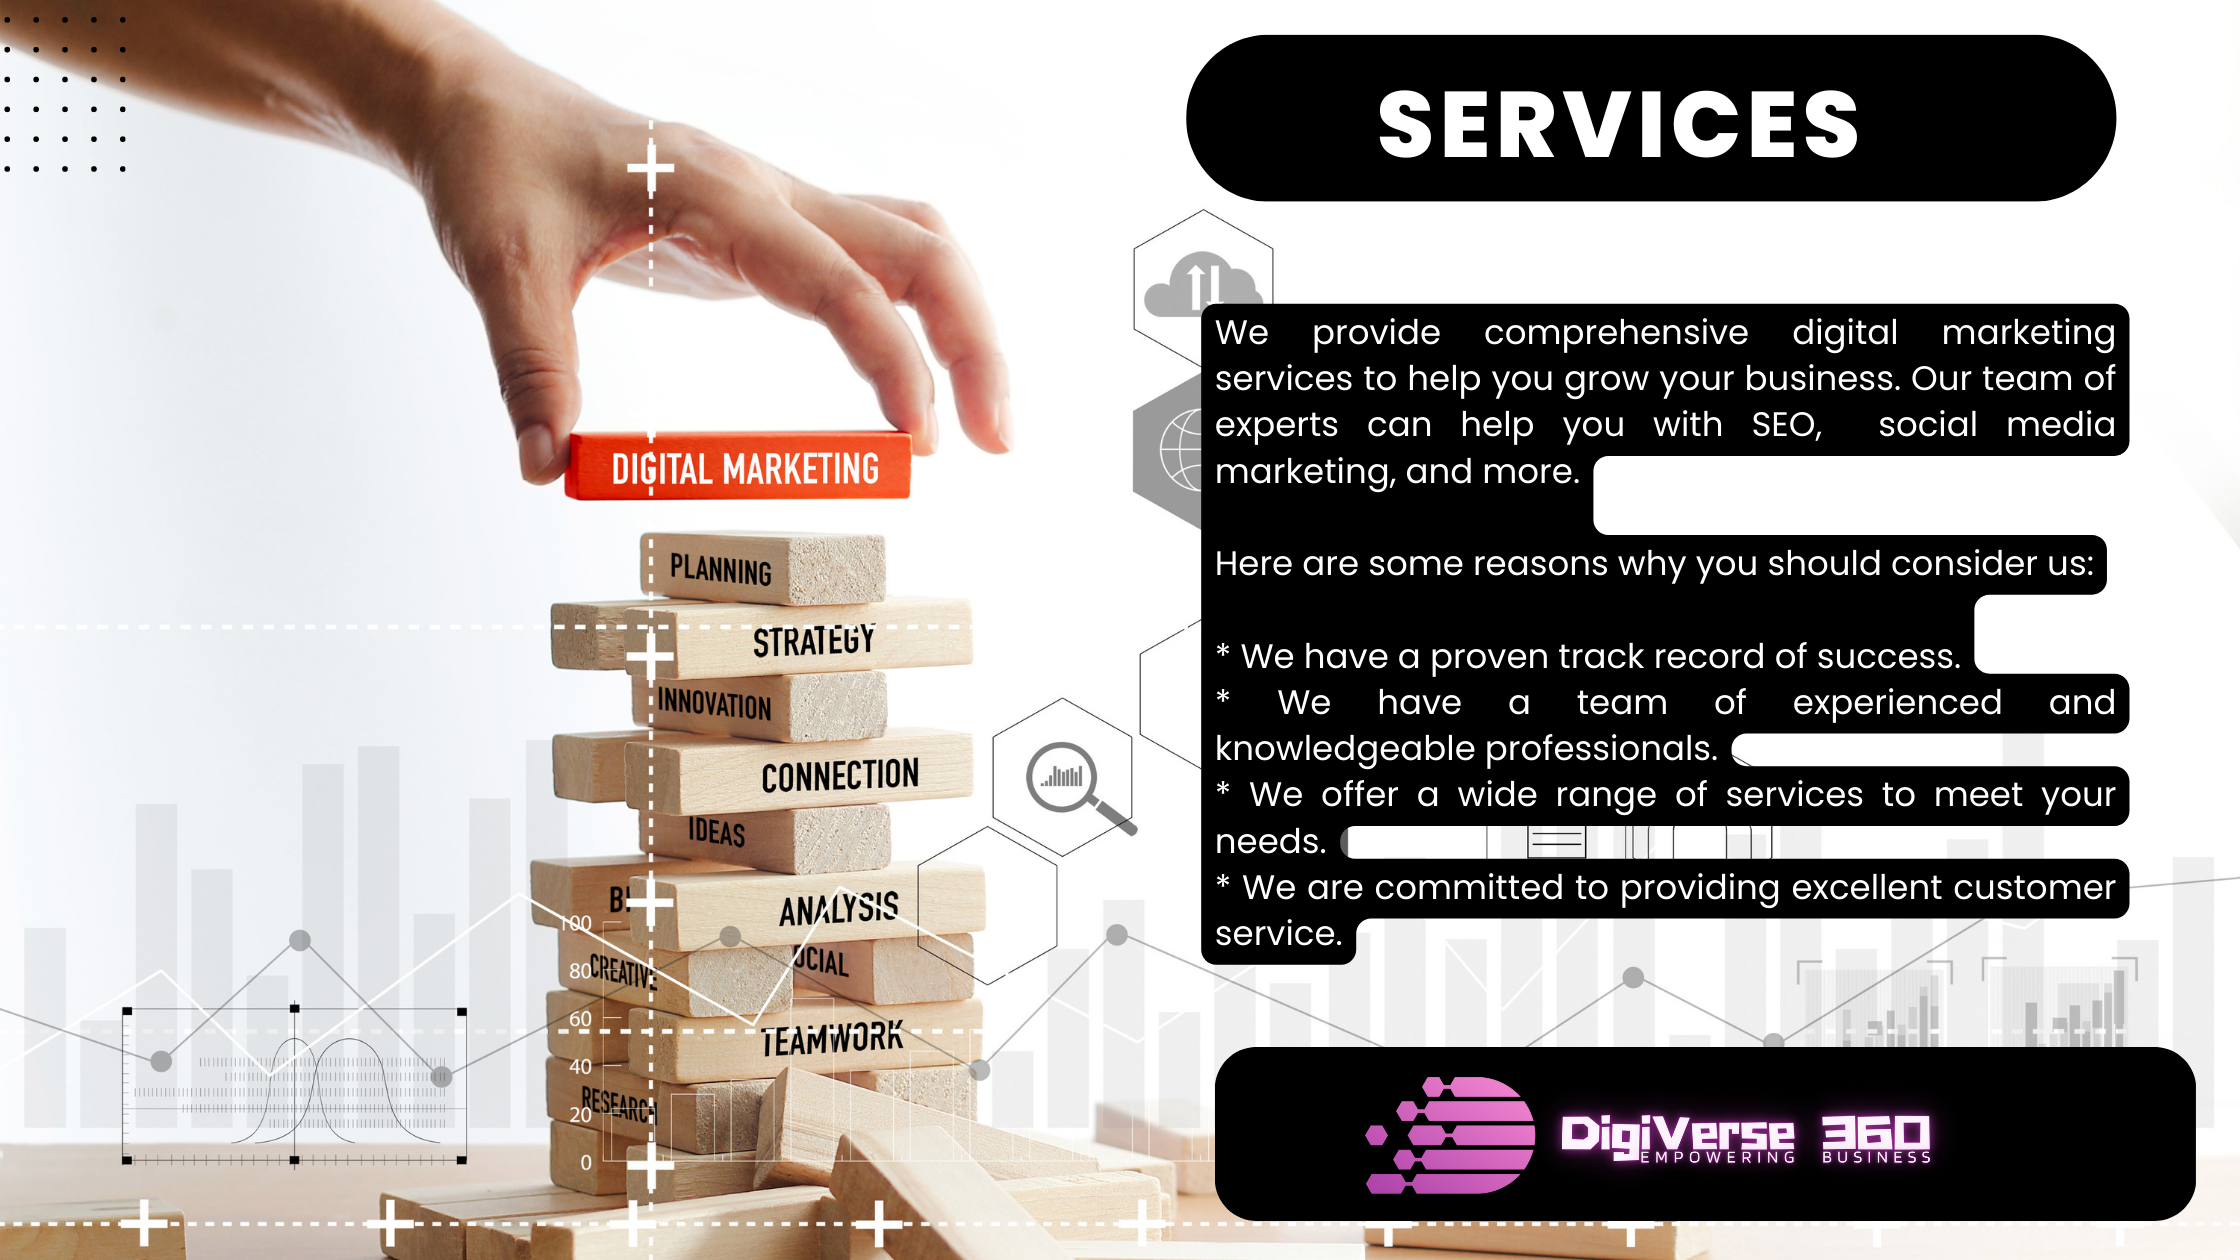 SERVICES
We provide comprehensive digital marketing
services to help you grow your business. Our team of
experts can help you with SEO, social media
marketing, and more.
Here are some reasons why you should consider us:
* We have a proven track record of success.
* We have a team of experienced and
knowledgeable professionals.
* We offer a wide range of services to meet your
needs.
* We are committed to providing excellent customer
service.
DIGITAL MARKETING
PLANNING
STRATEGY
INNOVATION
CONNECTION
IDEAS
ANALYSIS
CREATIVE
TEAMWORK
RESEARCH
100
80
60
40
20
0
DigiVerse 360
EMPOWERING BUSINESS